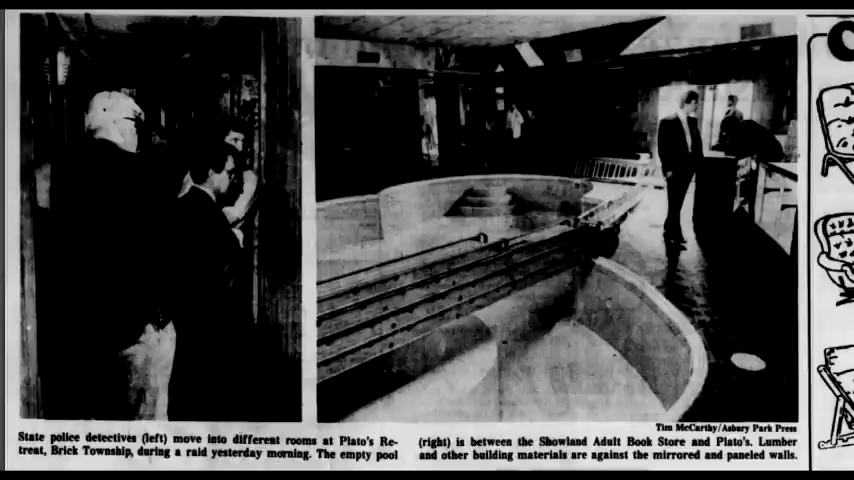 Tim McCarthy/Asbury Park Press
State police detectives (left) move into different rooms at Plato's Re-
treat, Brick Township, during a raid yesterday morning. The empty pool
(right) is between the Showland Adult Book Store and Plato's. Lumber
and other building materials are against the mirrored and paneled walls.